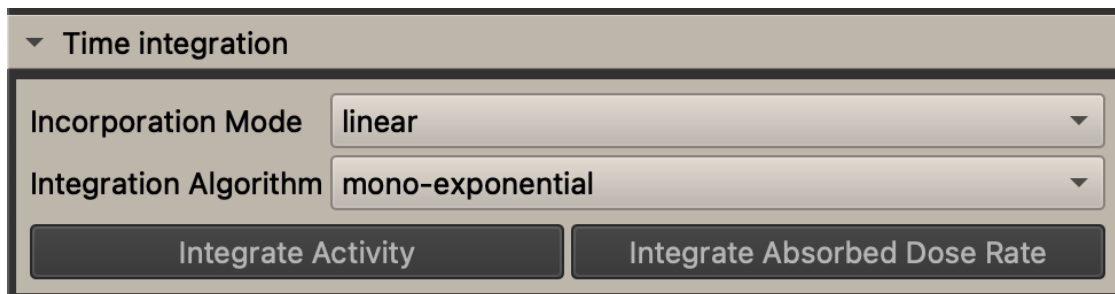 Time integration
Incorporation Mode linear
Integration Algorithm mono-exponential
Integrate Activity Integrate Absorbed Dose Rate